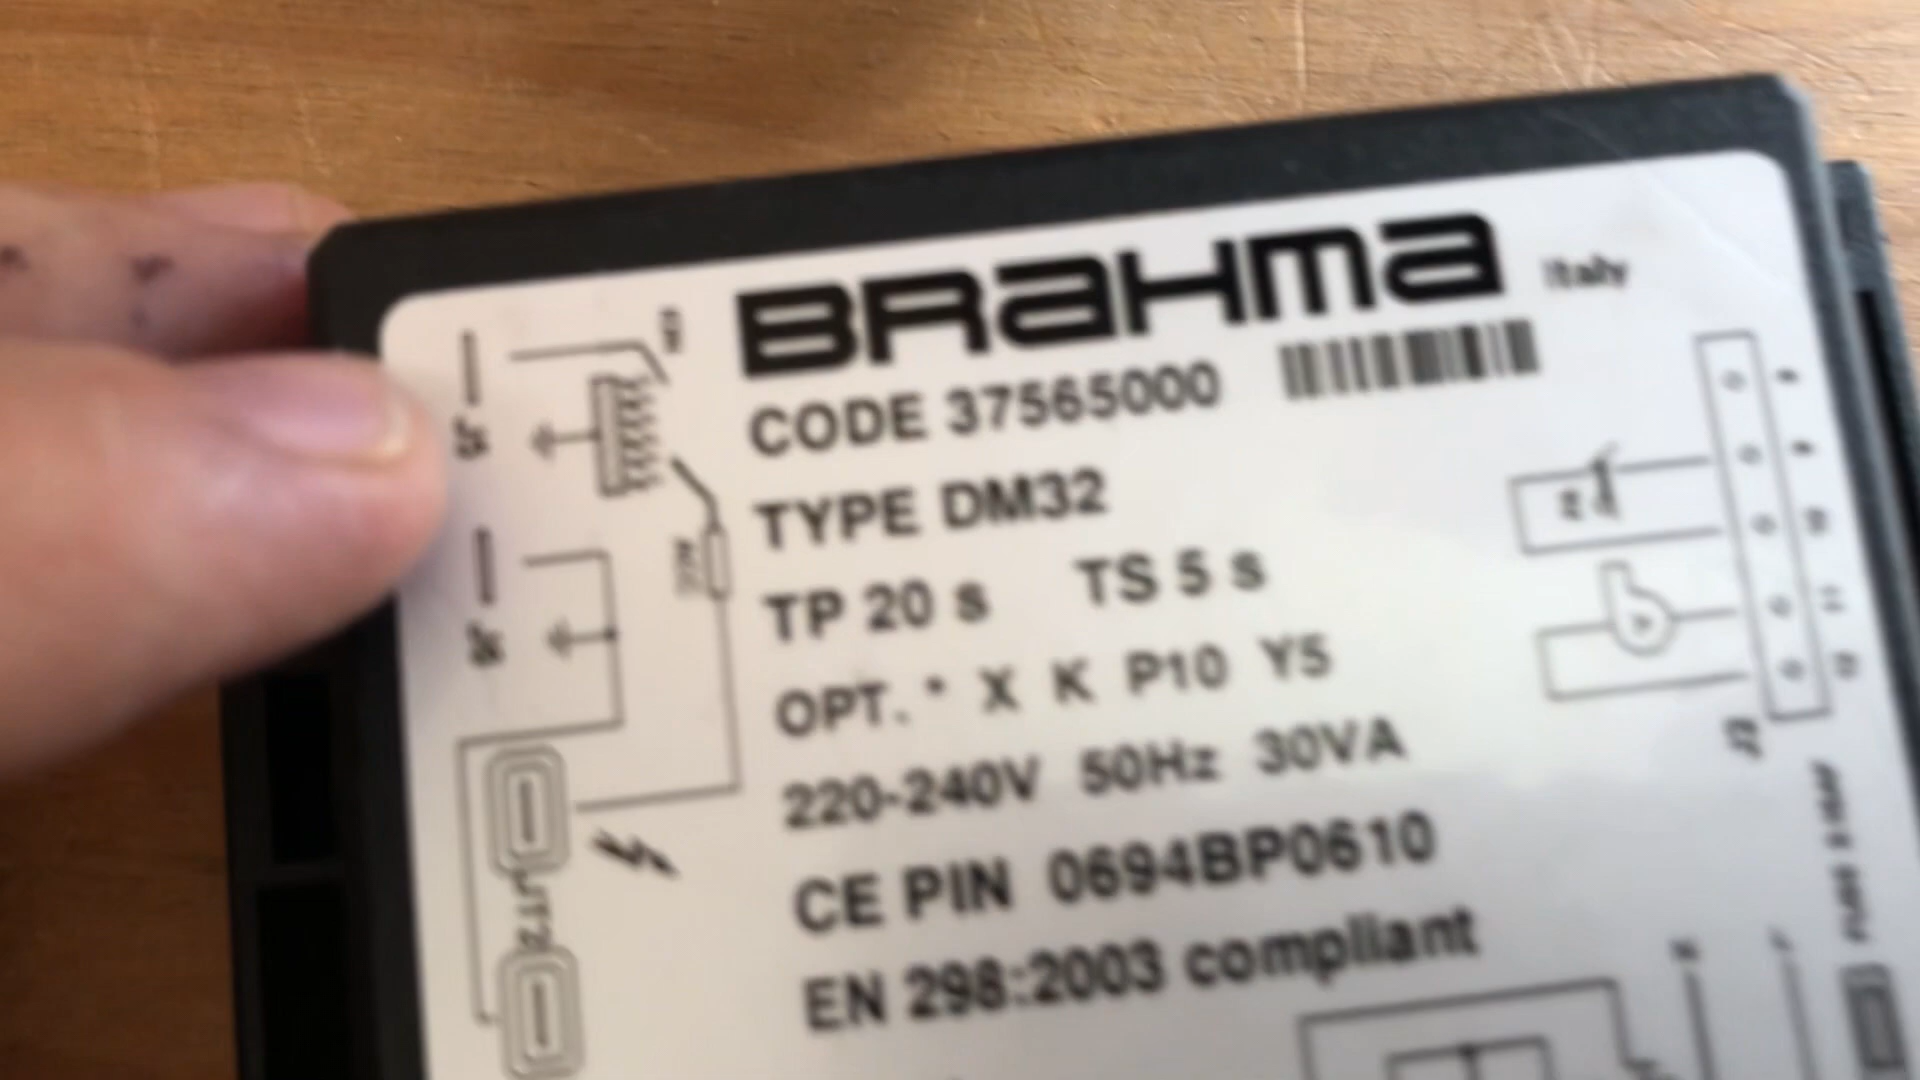 BRAHMA Italy
CODE 37565000
TYPE DM32
TP 20 s TS 5 s
OPT. * X K P10 Y5
220-240V 50Hz 30VA
CE PIN 0694BP0610
EN 298:2003 compliant